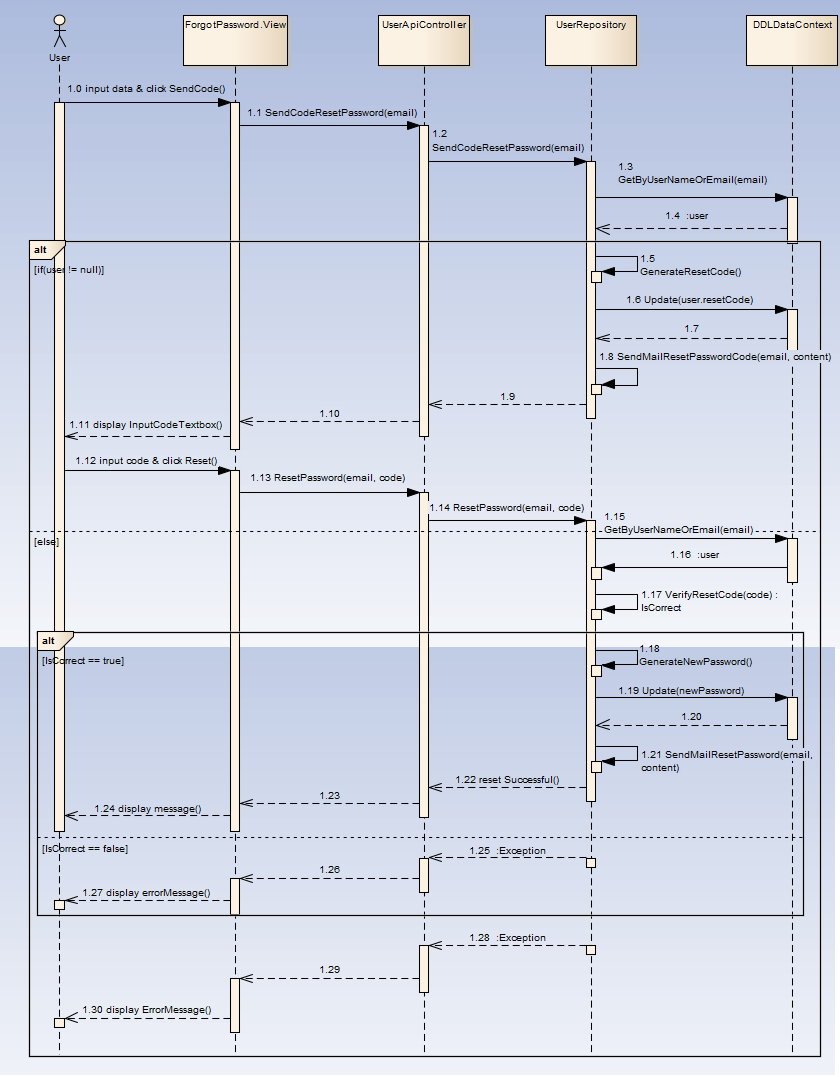 User
ForgotPassword.View
UserApiController
UserRepository
DDLDataContext
1.0 input data & click SendCode()
1.1 SendCodeResetPassword(email)
1.2
SendCodeResetPassword(email)
1.3
GetByUserNameOrEmail(email)
1.4 :user
alt
[if(user != null)]
1.5
GenerateResetCode()
1.6 Update(user.resetCode)
1.7
1.8 SendMailResetPasswordCode(email, content)
1.9
1.10
1.11 display InputCodeTextbox()
1.12 input code & click Reset()
1.13 ResetPassword(email, code)
1.14 ResetPassword(email, code)
1.15
GetByUserNameOrEmail(email)
[else]
1.16 :user
1.17 VerifyResetCode(code) :
IsCorrect
alt
[IsCorrect == true]
1.18
GenerateNewPassword()
1.19 Update(newPassword)
1.20
1.21 SendMailResetPassword(email,
content)
1.22 reset Successful()
1.23
1.24 display message()
[IsCorrect == false]
1.25 :Exception
1.26
1.27 display errorMessage()
1.28 :Exception
1.29
1.30 display ErrorMessage()